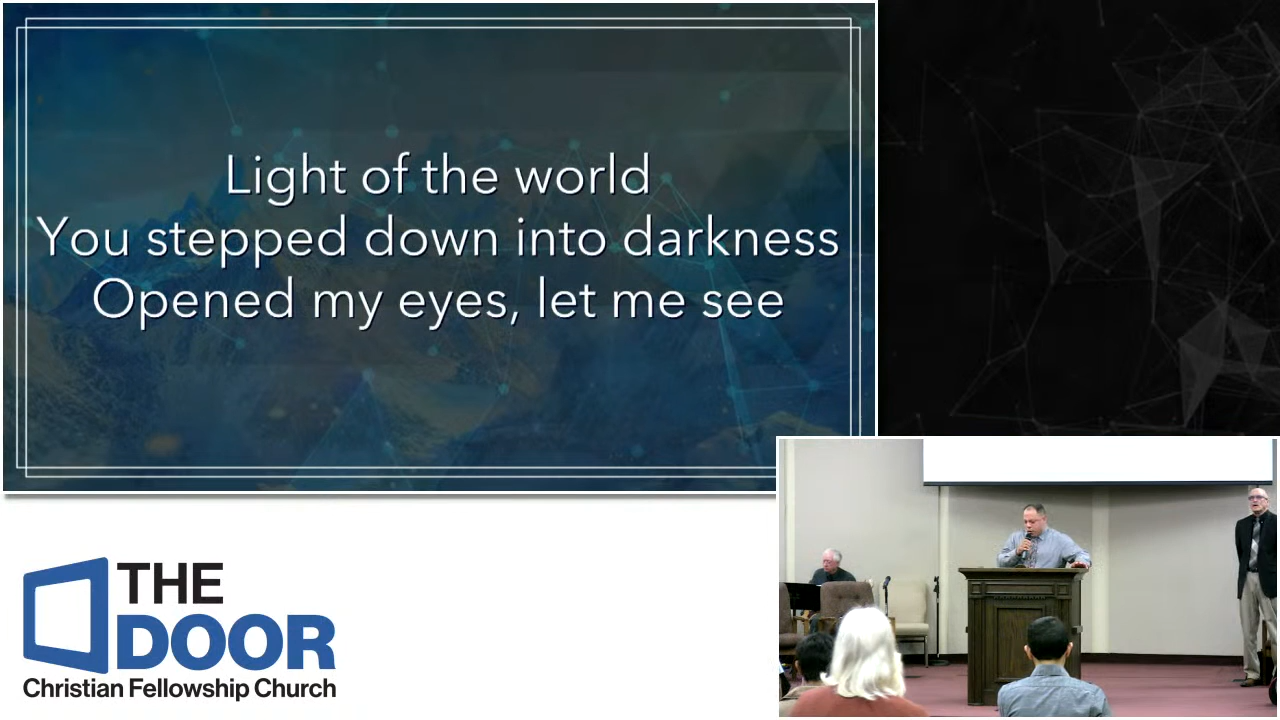 Light of the world
You stepped down into darkness
Opened my eyes, let me see
THE
DOOR
Christian Fellowship Church